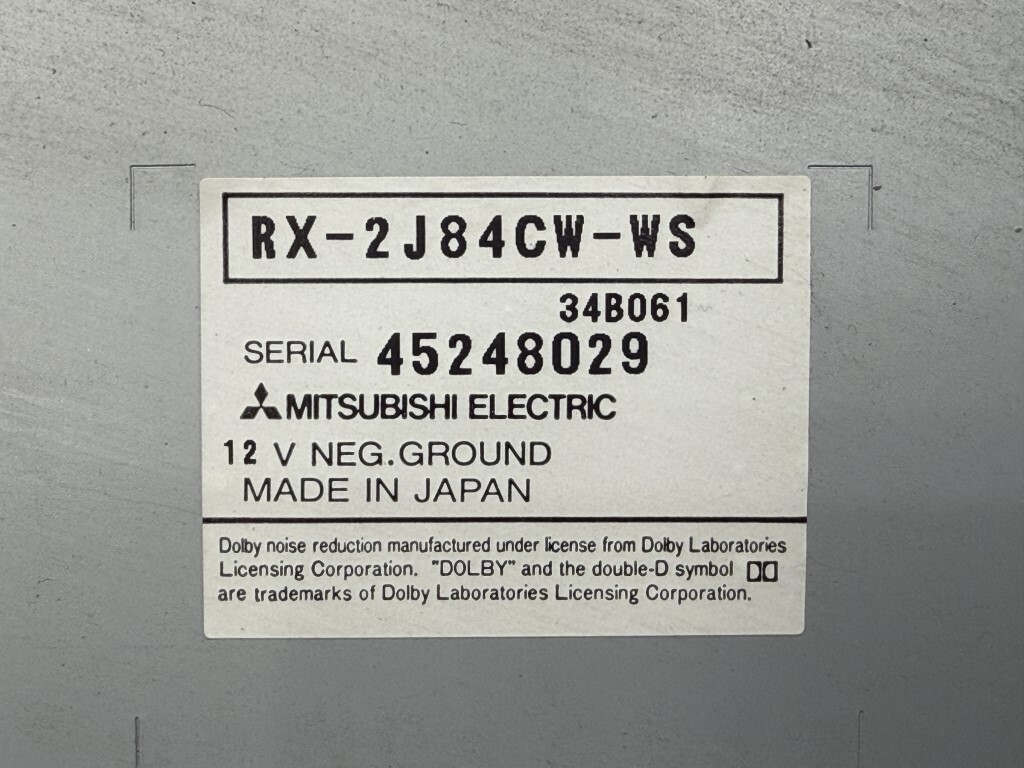 RX-2J84CW-WS
34B061
SERIAL 45248029
MITSUBISHI ELECTRIC
12 V NEG.GROUND
MADE IN JAPAN
Dolby noise reduction manufactured under license from Dolby Laboratories
Licensing Corporation. "DOLBY" and the double-D symbol
are trademarks of Dolby Laboratories Licensing Corporation.